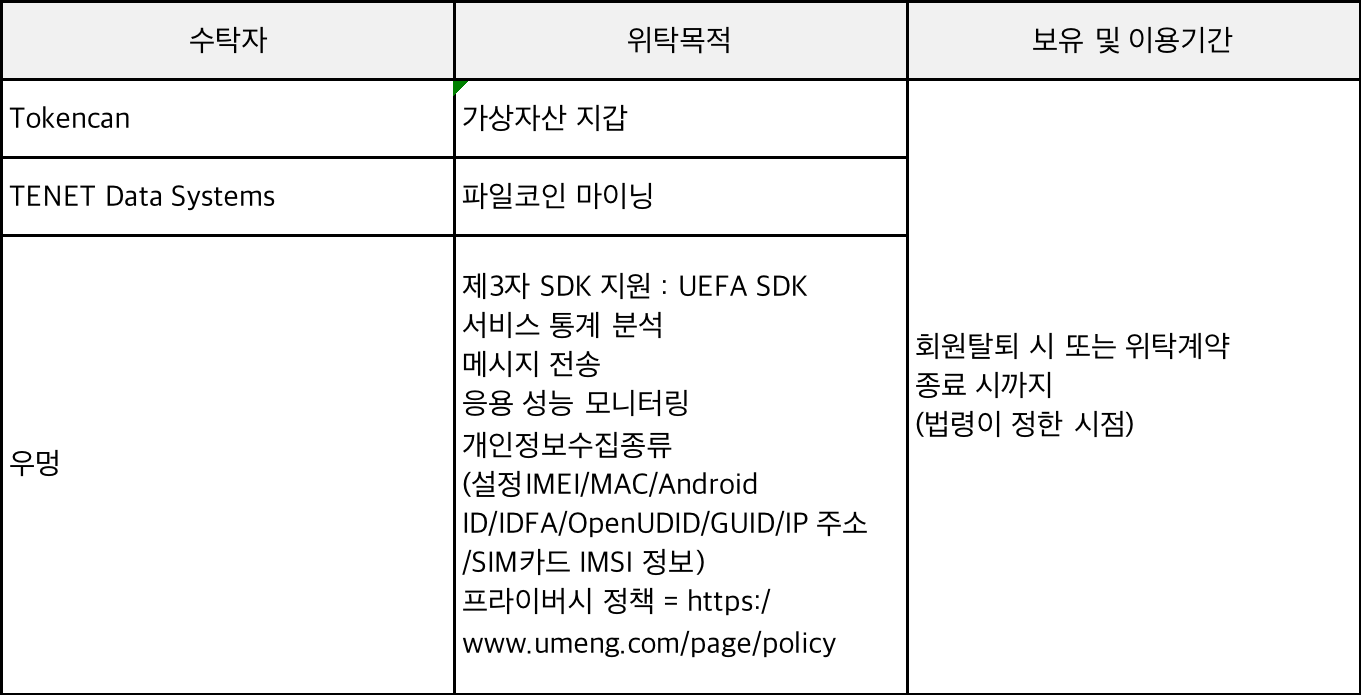 수탁자
위탁목적
보유 및 이용기간
Tokencan
가상자산 지갑
TENET Data Systems
파일코인 마이닝
우멍
제3자 SDK 지원 : UEFA SDK
서비스 통계 분석
메시지 전송
응용 성능 모니터링
개인정보수집종류
(설정IMEI/MAC/Android
ID/IDFA/OpenUDID/GUID/IP 주소
/SIM카드 IMSI 정보)
프라이버시 정책 = https:/
www.umeng.com/page/policy
회원탈퇴 시 또는 위탁계약
종료 시까지
(법령이 정한 시점)